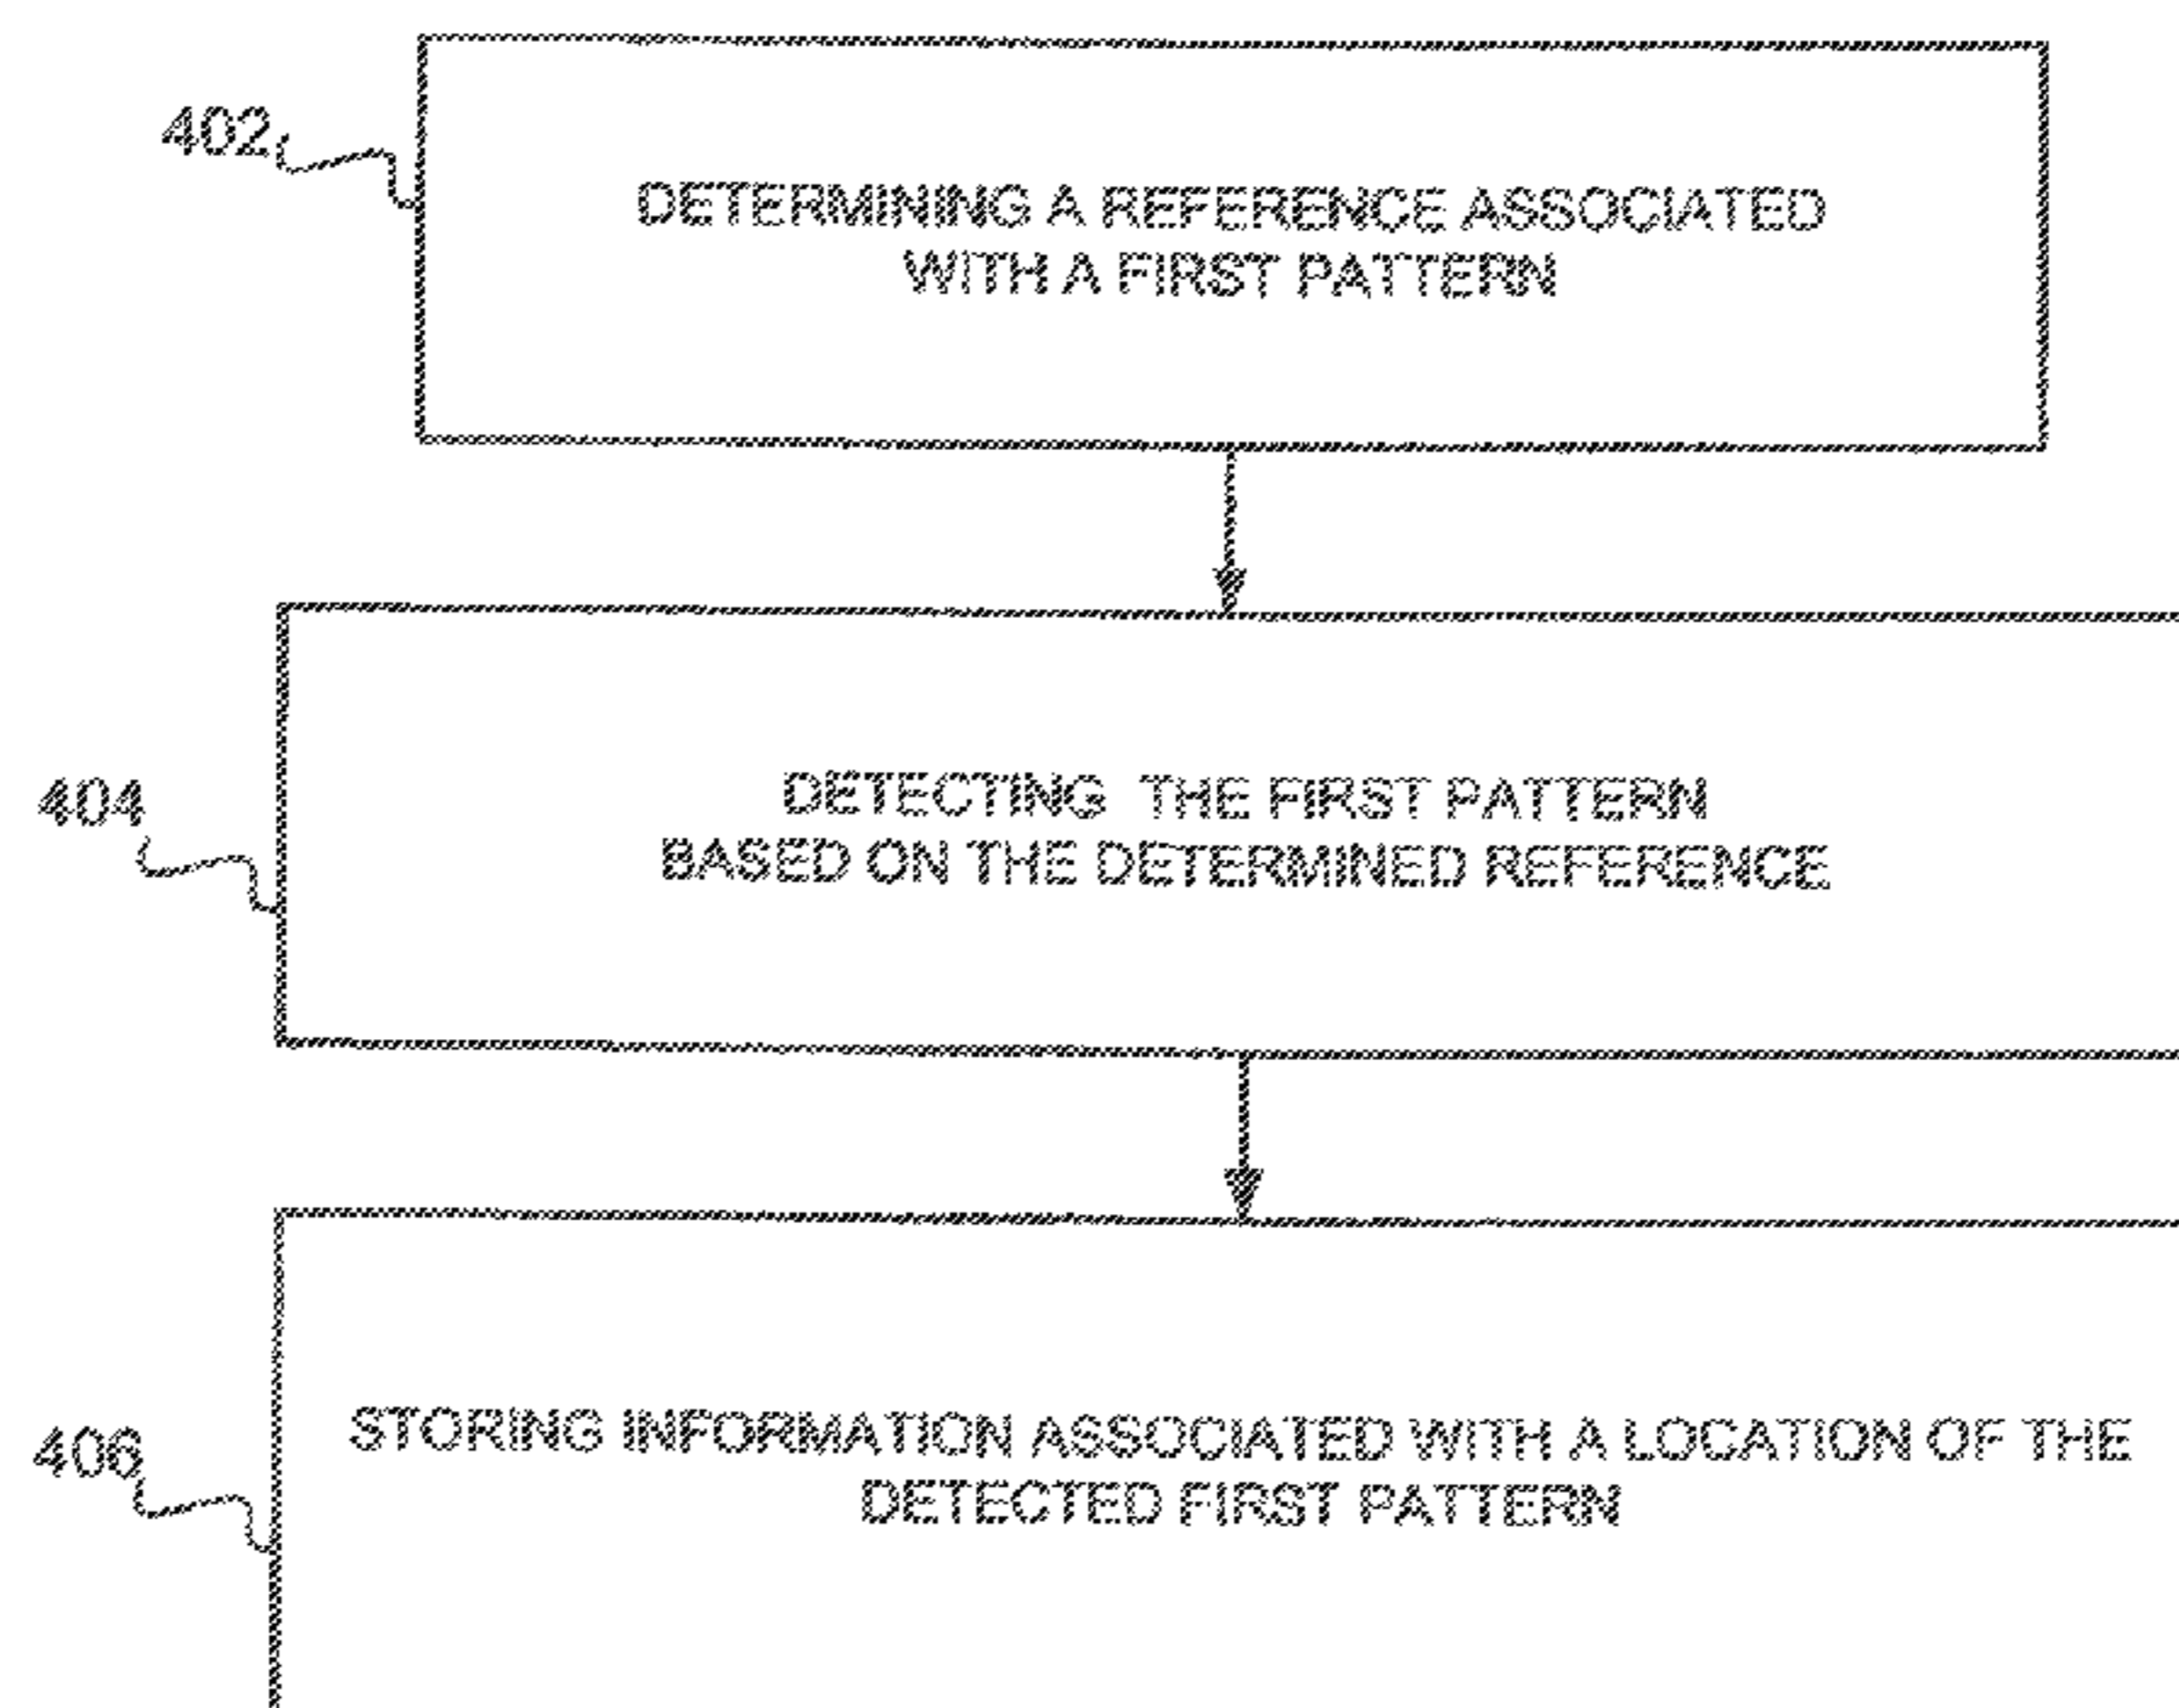 402
DETERMINING A REFERENCE ASSOCIATED
WITH A FIRST PATTERN
404
DETECTING THE FIRST PATTERN
BASED ON THE DETERMINED REFERENCE
406
STORING INFORMATION ASSOCIATED WITH A LOCATION OF THE
DETECTED FIRST PATTERN